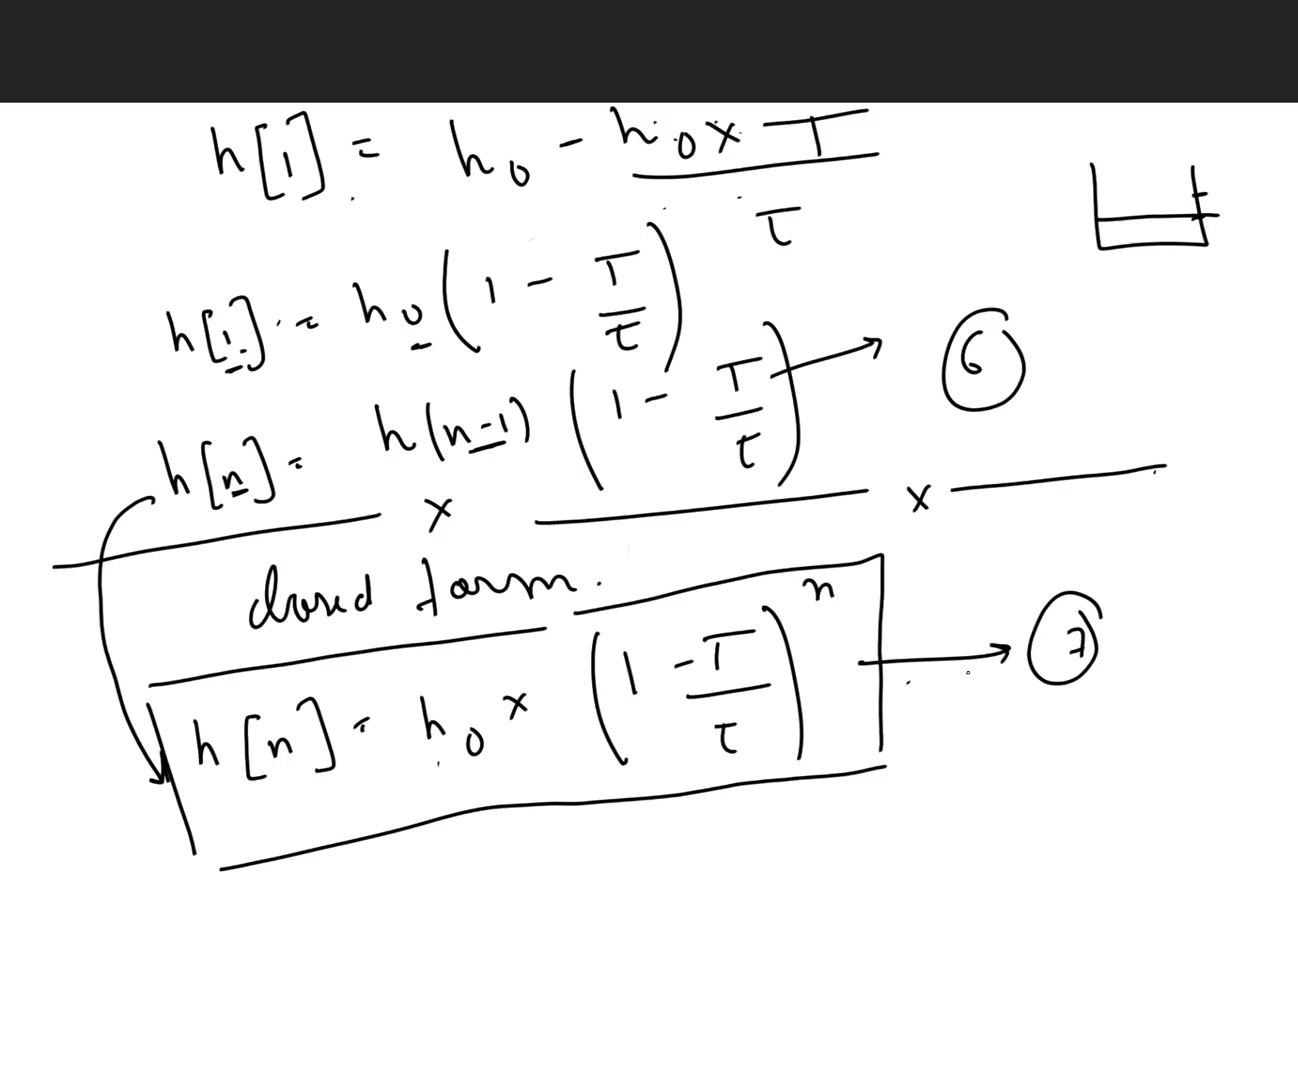 h[1] = h₀ - (h₀ × T)/τ
h[1] = h₀(1 - T/τ)
h[n] = h(n-1)(1 - T/τ) → 6
× ×
closed form.
h[n] = h₀ × (1 - T/τ)ⁿ → 7